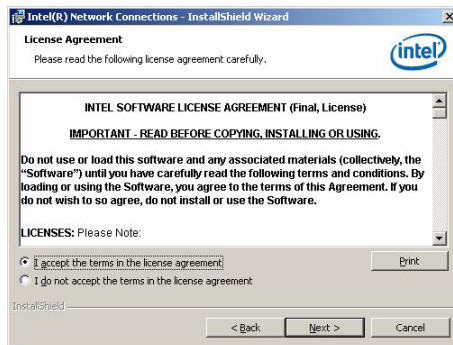 Intel(R) Network Connections - InstallShield Wizard
License Agreement
Please read the following license agreement carefully.
intel
INTEL SOFTWARE LICENSE AGREEMENT (Final, License)
IMPORTANT - READ BEFORE COPYING, INSTALLING OR USING.
Do not use or load this software and any associated materials (collectively, the
“Software”) until you have carefully read the following terms and conditions. By
loading or using the Software, you agree to the terms of this Agreement. If you
do not wish to so agree, do not install or use the Software.
LICENSES: Please Note:
I accept the terms in the license agreement
Print
I do not accept the terms in the license agreement
InstallShield
< Back
Next >
Cancel